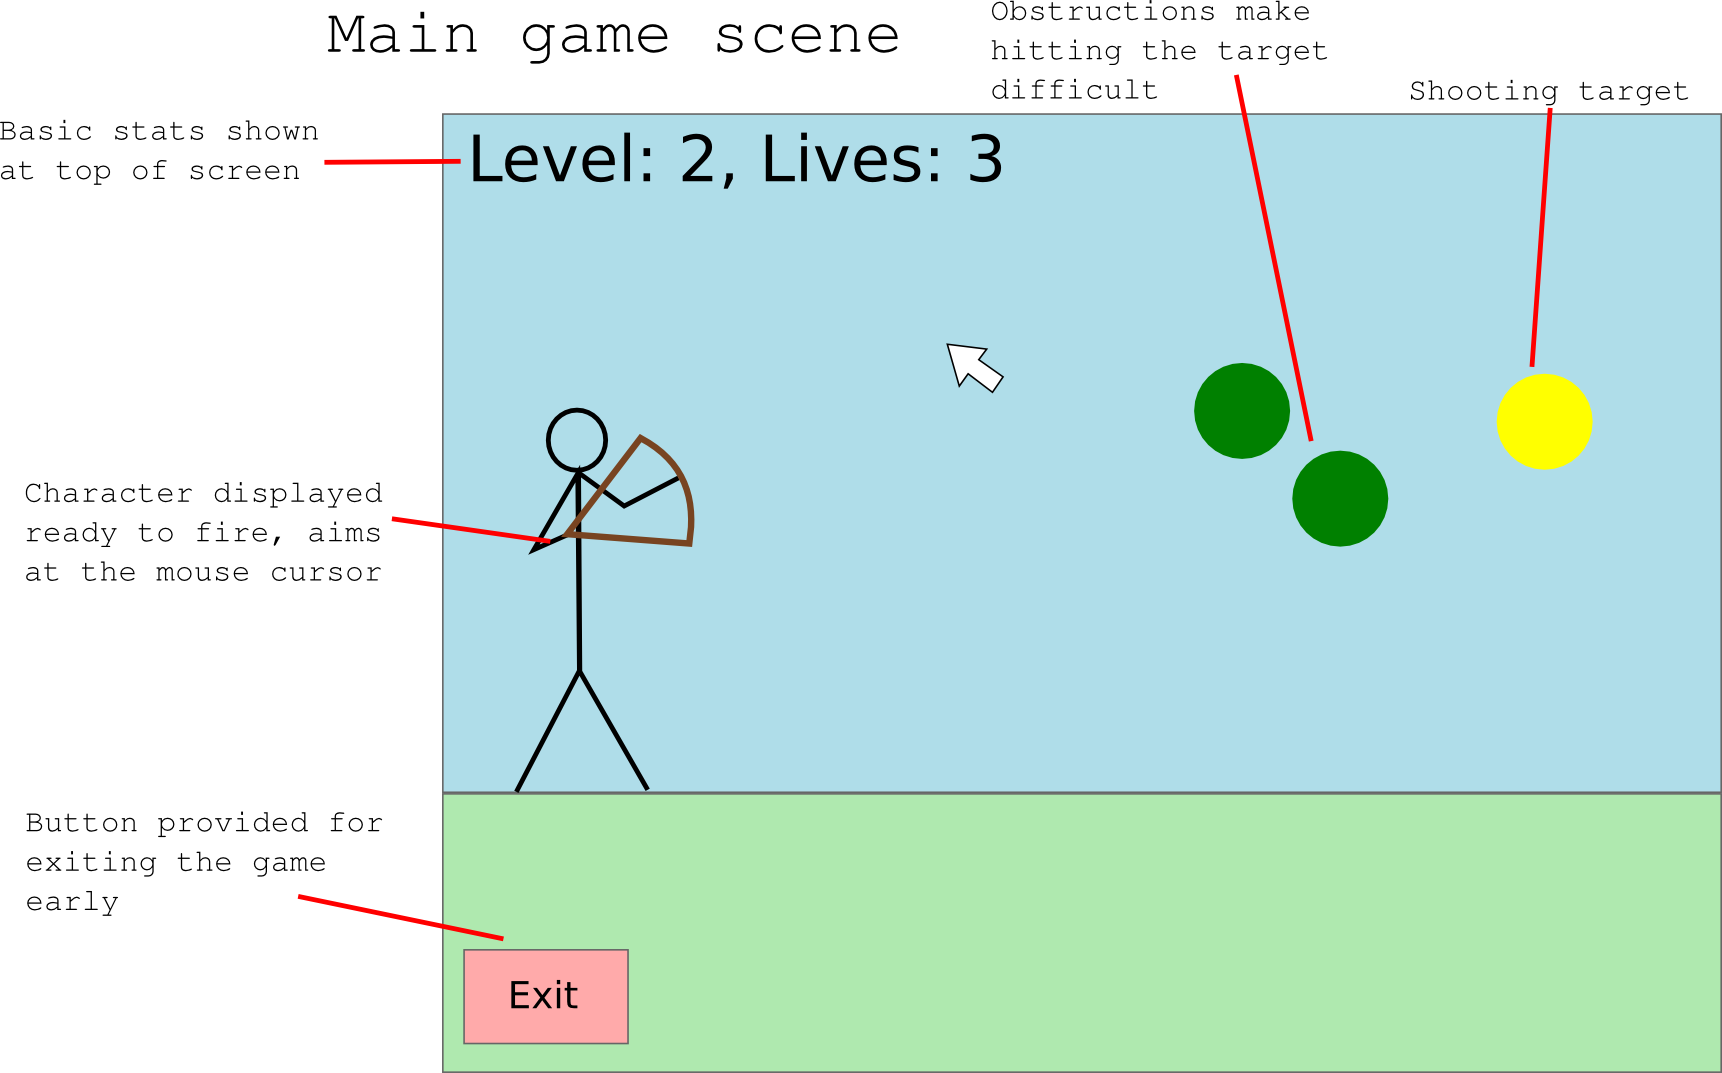 Main game scene
Obstructions make
hitting the target
difficult
Shooting target
Basic stats shown
at top of screen
Level: 2, Lives: 3
Character displayed
ready to fire, aims
at the mouse cursor
Button provided for
exiting the game
early
Exit